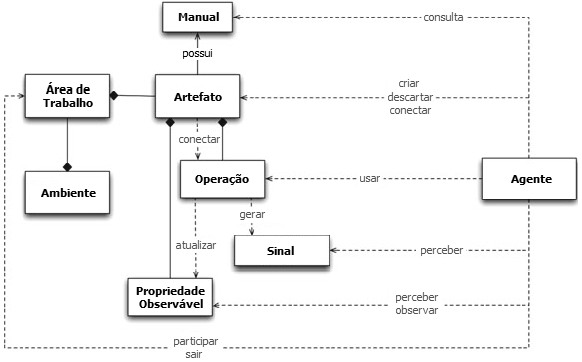 Manual
consulta
possui
Área de
Trabalho
Artefato
criar
descartar
conectar
conectar
Ambiente
Operação
usar
Agente
gerar
atualizar
Sinal
perceber
Propriedade
Observável
perceber
observar
participar
sair